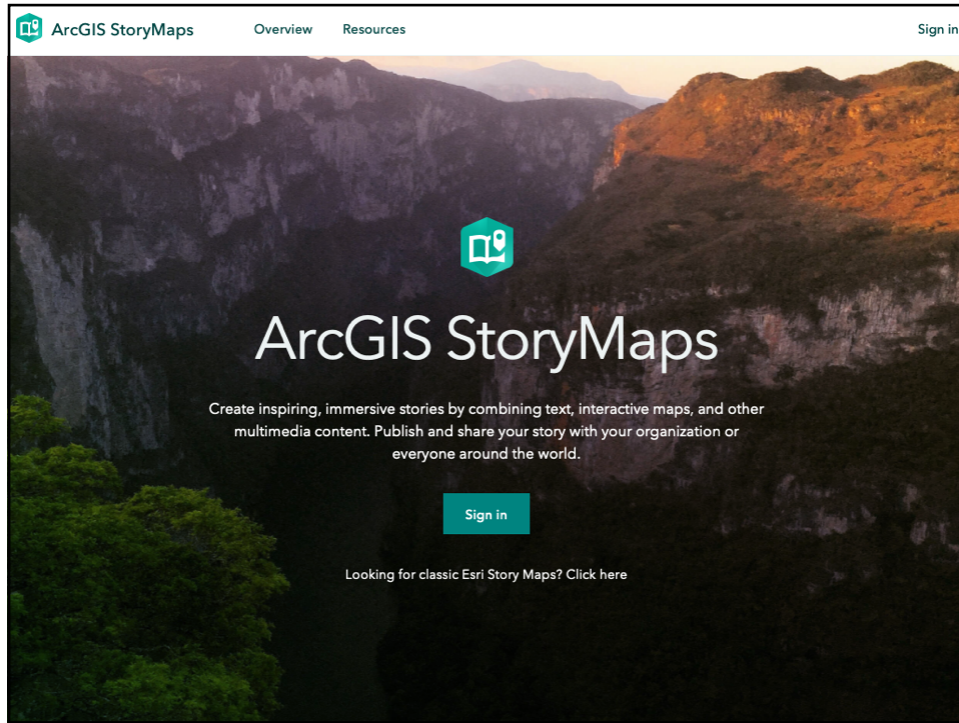 ArcGIS StoryMaps Overview Resources Sign in
ArcGIS StoryMaps
Create inspiring, immersive stories by combining text, interactive maps, and other
multimedia content. Publish and share your story with your organization or
everyone around the world.
Sign in
Looking for classic Esri Story Maps? Click here